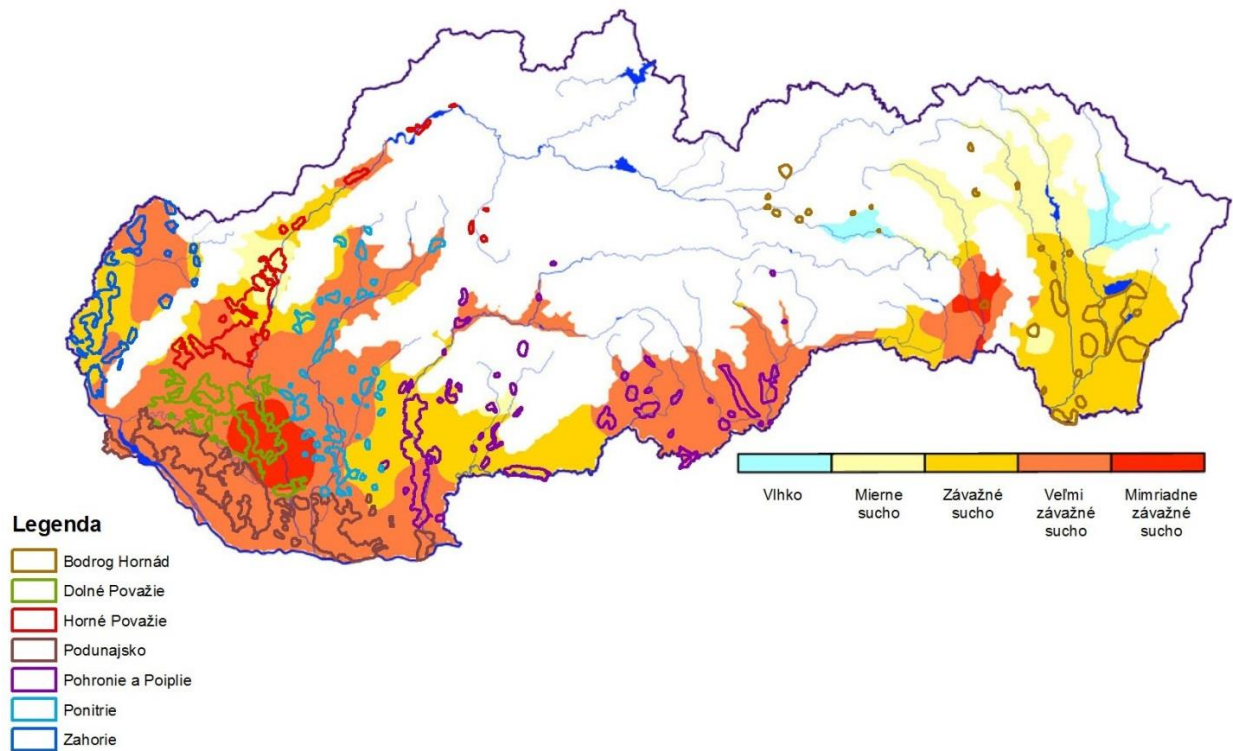 Vlhko
Mierne
sucho
Závažné
sucho
Veľmi
závažné
sucho
Mimriadne
závažné
sucho
Legenda
Bodrog Hornád
Dolné Považie
Horné Považie
Podunajsko
Pohronie a Poiplie
Ponitrie
Zahorie